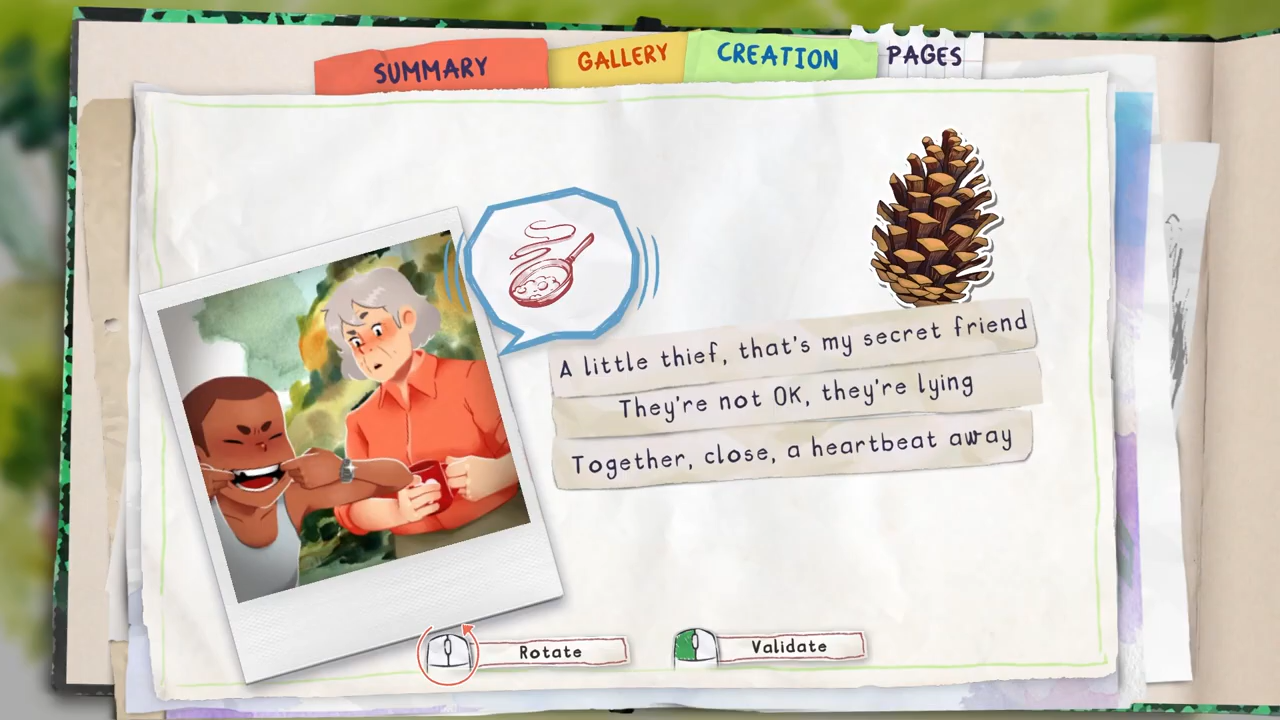 SUMMARY
GALLERY
CREATION
PAGES
A little thief, that's my secret friend
They're not OK, they're lying
Together, close, a heartbeat away
Rotate
Validate